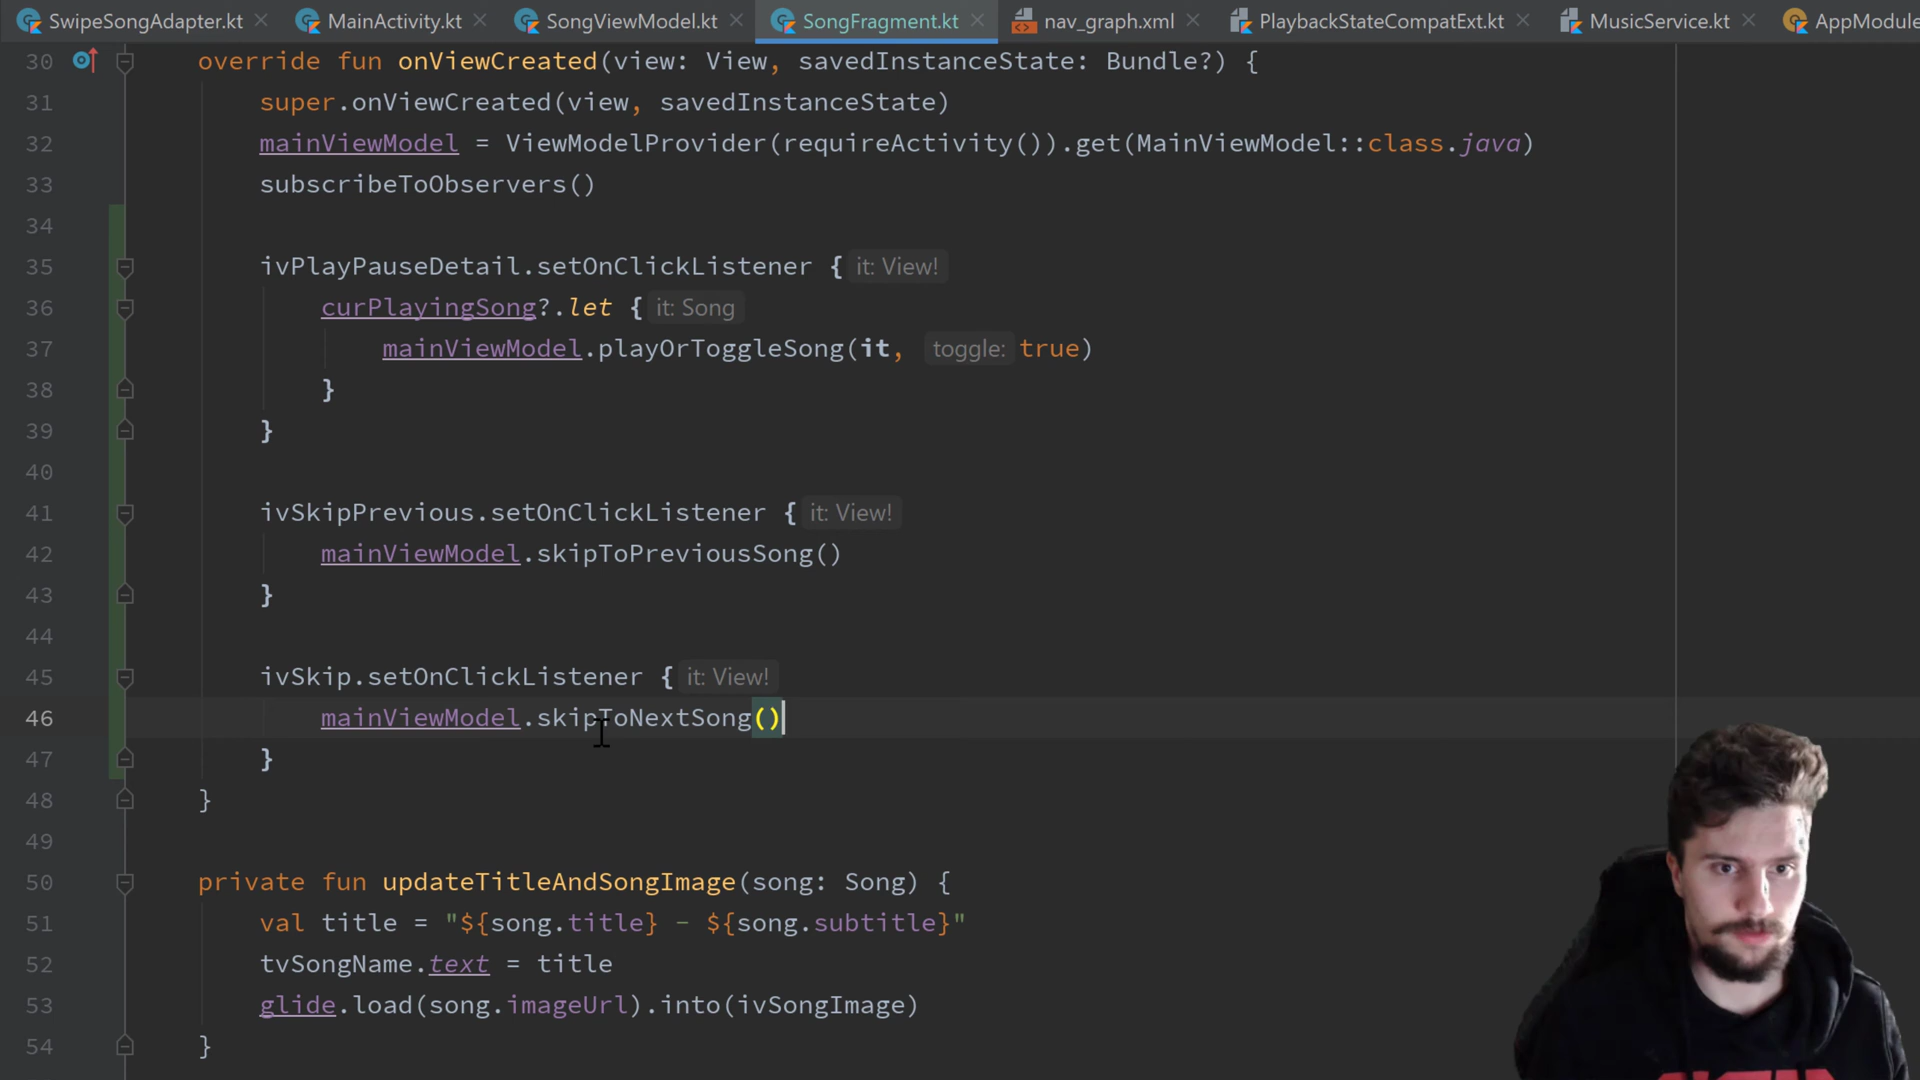 SwipeSongAdapter.kt MainActivity.kt SongViewModel.kt SongFragment.kt nav_graph.xml PlaybackStateCompatExt.kt MusicService.kt AppModule
30 override fun onViewCreated(view: View, savedInstanceState: Bundle?) {
31 super.onViewCreated(view, savedInstanceState)
32 mainViewModel = ViewModelProvider(requireActivity()).get(MainViewModel::class.java)
33 subscribeToObservers()
34
35 ivPlayPauseDetail.setOnClickListener { it: View!
36 curPlayingSong?.let { it: Song
37 mainViewModel.playOrToggleSong(it, toggle: true)
38 }
39 }
40
41 ivSkipPrevious.setOnClickListener { it: View!
42 mainViewModel.skipToPreviousSong()
43 }
44
45 ivSkip.setOnClickListener { it: View!
46 mainViewModel.skipToNextSong()
47 }
48 }
49
50 private fun updateTitleAndSongImage(song: Song) {
51 val title = "${song.title} - ${song.subtitle}"
52 tvSongName.text = title
53 glide.load(song.imageUrl).into(ivSongImage)
54 }